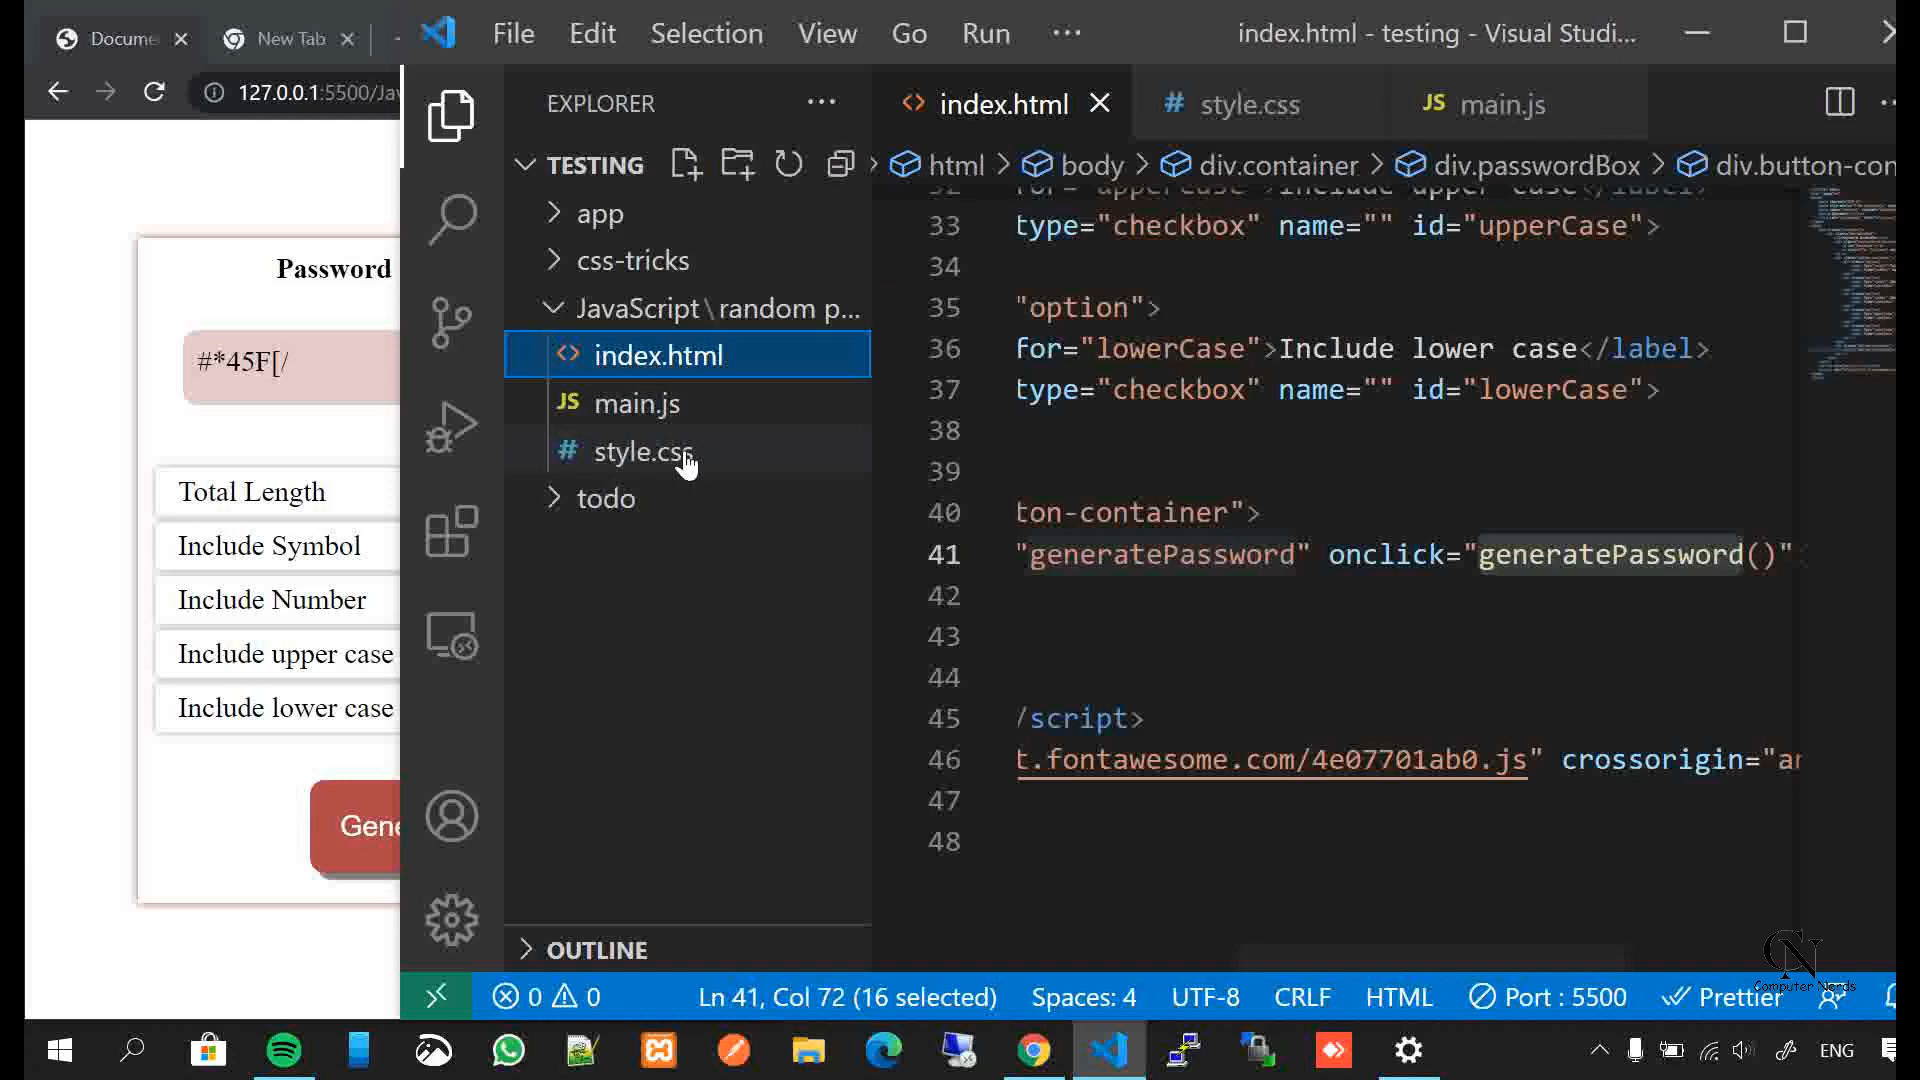 Docume
New Tab
File Edit Selection View Go Run ···
index.html - testing - Visual Studi...
127.0.0.1:5500/Ja
EXPLORER
index.html
style.css
JS main.js
TESTING
html > body > div.container > div.passwordBox > div.button-con
app
css-tricks
JavaScript\random p...
index.html
JS main.js
style.css
todo
OUTLINE
Password
#*45F[/
Total Length
Include Symbol
Include Number
Include upper case
Include lower case
Gene
33 type="checkbox" name="" id="upperCase">
34
35 "option">
36 for="lowerCase">Include lower case</label>
37 type="checkbox" name="" id="lowerCase">
38
39
40 ton-container">
41 "generatePassword" onclick="generatePassword()"
42
43
44
45 /script>
46 t.fontawesome.com/4e07701ab0.js" crossorigin="an
47
48
CN
Computer Nerds
0 0
Ln 41, Col 72 (16 selected) Spaces: 4 UTF-8 CRLF HTML Port : 5500 Prettier
ENG